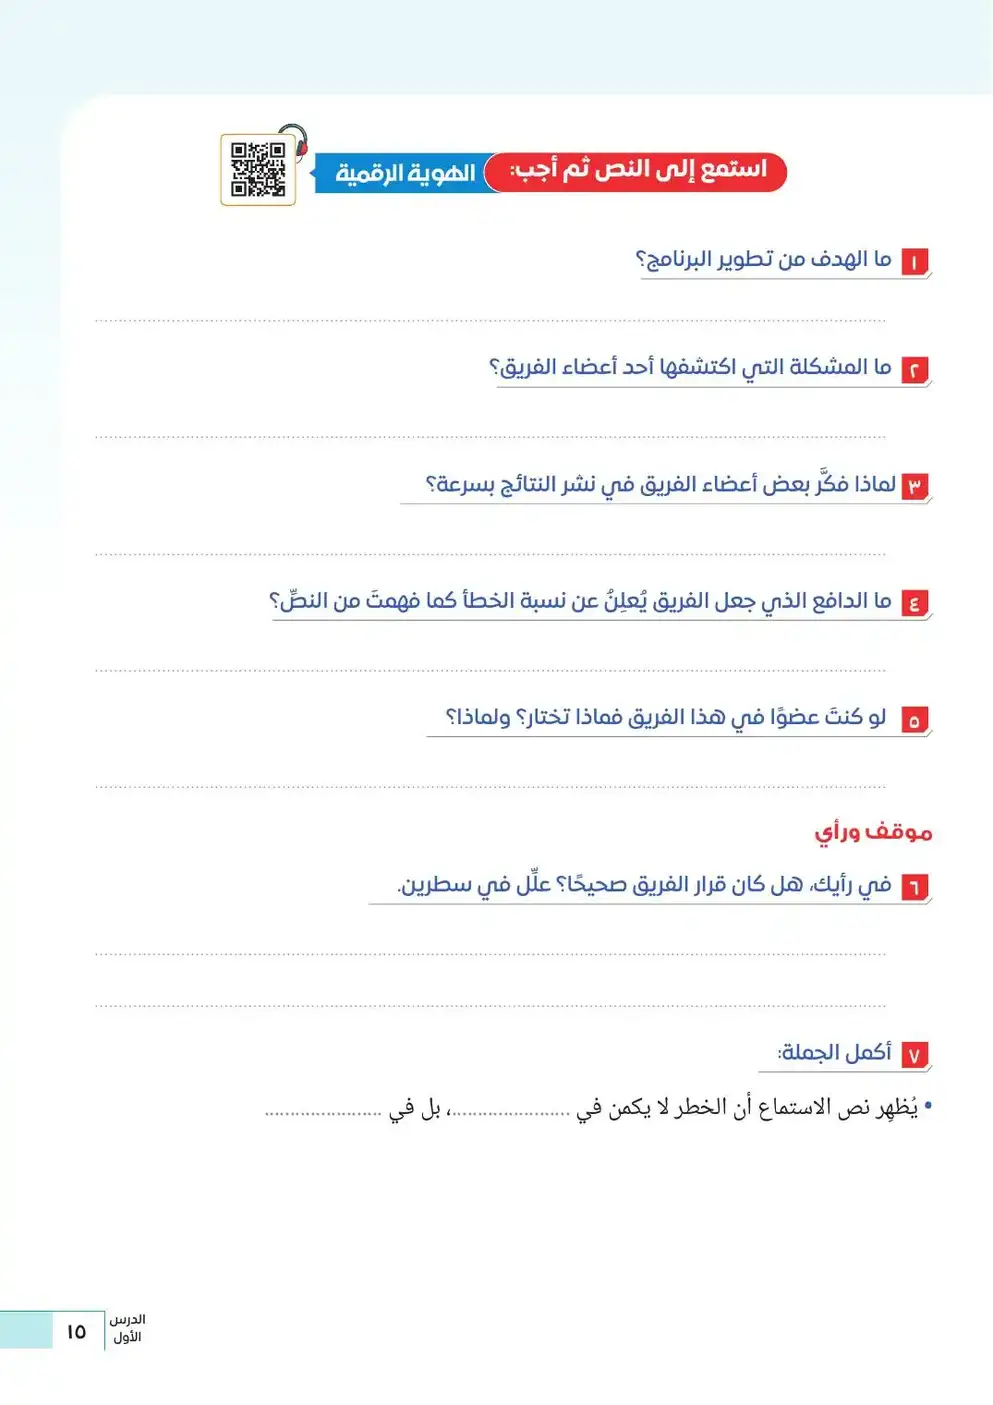 استمع إلى النص ثم أجب: الهوية الرقمية
١ ما الهدف من تطوير البرنامج؟
٢ ما المشكلة التي اكتشفها أحد أعضاء الفريق؟
٣ لماذا فكَّر بعض أعضاء الفريق في نشر النتائج بسرعة؟
٤ ما الدافع الذي جعل الفريق يُعلِنُ عن نسبة الخطأ كما فهمتَ من النصِّ؟
٥ لو كنتَ عضوًا في هذا الفريق فماذا تختار؟ ولماذا؟
موقف ورأي
٦ في رأيك، هل كان قرار الفريق صحيحًا؟ علِّل في سطرين.
٧ أكمل الجملة:
• يُظهِر نص الاستماع أن الخطر لا يكمن في .......................، بل في .......................
الدرس
الأول
١٥